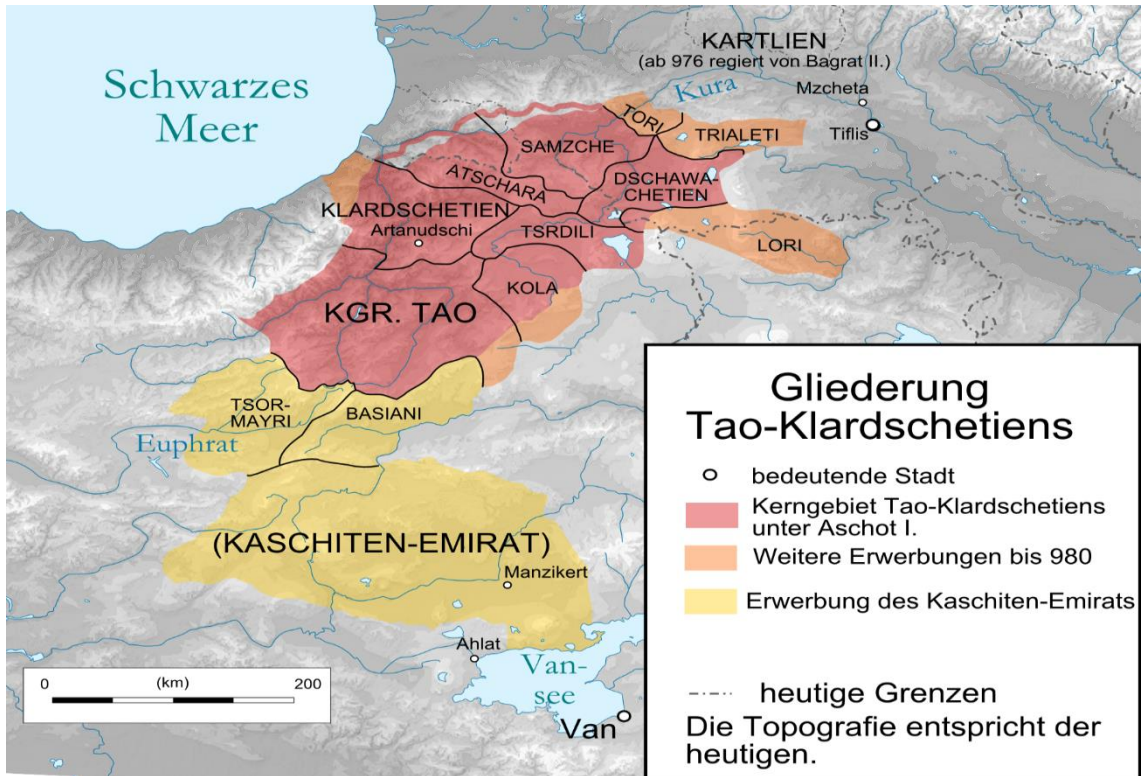 KARTLIEN
(ab 976 regiert von Bagrat II.)
Schwarzes
Meer
Kura
Mzcheta
Tiflis
TORI
TRIALETI
SAMZCHE
ATSCHARA
DSCHAWA-
CHETIEN
KLARDSCHETIEN
Artanudschi
TSRDILI
LORI
KOLA
KGR. TAO
TSOR-
MAYRI
BASIANI
Euphrat
(KASCHITEN-EMIRAT)
Manzikert
Ahlat
Van-
see
Van
0 (km) 200
Gliederung
Tao-Klardschetiens
bedeutende Stadt
Kerngebiet Tao-Klardschetiens
unter Aschot I.
Weitere Erwerbungen bis 980
Erwerbung des Kaschiten-Emirats
heutige Grenzen
Die Topografie entspricht der
heutigen.